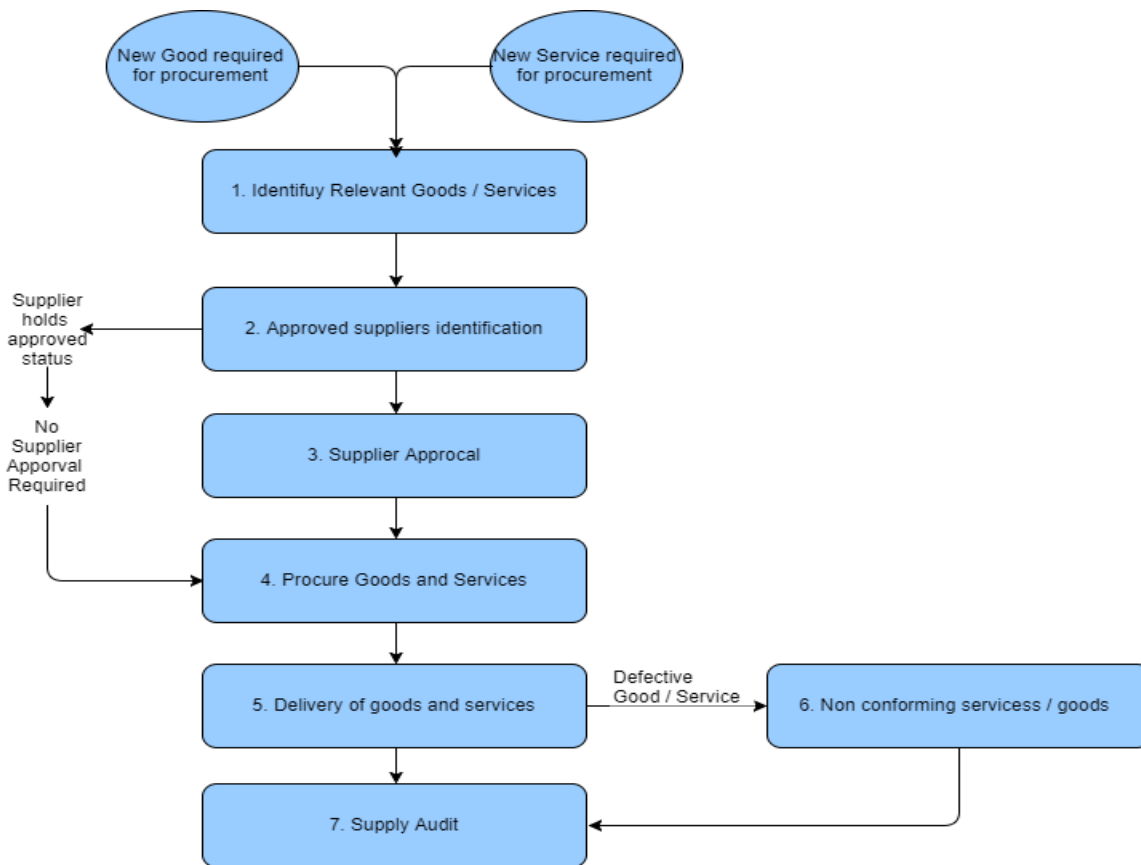 New Good required
for procurement
New Service required
for procurement
1. Identifuy Relevant Goods / Services
Supplier
holds
approved
status
2. Approved suppliers identification
No
Supplier
Apporval
Required
3. Supplier Approcal
4. Procure Goods and Services
5. Delivery of goods and services
Defective
Good / Service
6. Non conforming servicess / goods
7. Supply Audit